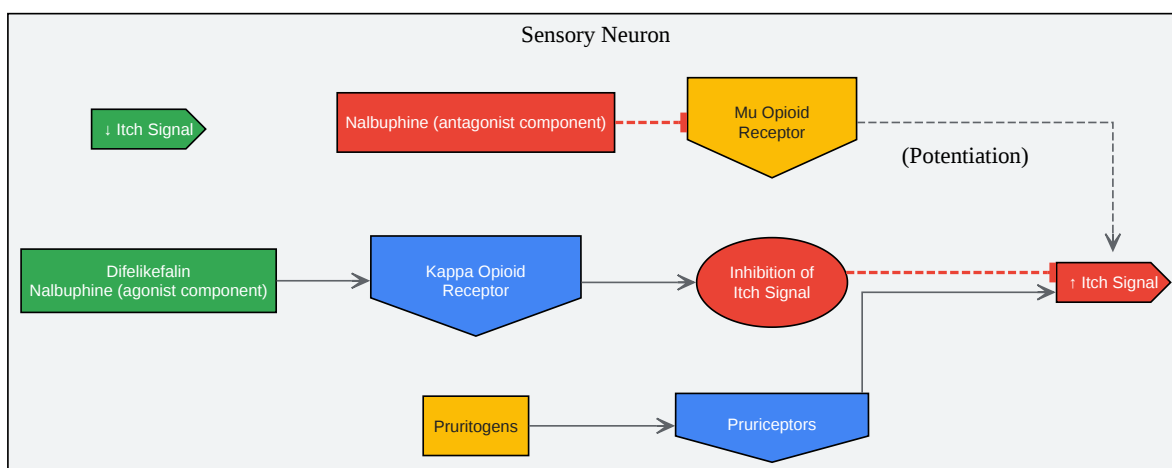 Sensory Neuron
↓ Itch Signal
Nalbuphine (antagonist component)
Mu Opioid
Receptor
(Potentiation)
Difelikefalin
Nalbuphine (agonist component)
Kappa Opioid
Receptor
Inhibition of
Itch Signal
↑ Itch Signal
Pruritogens
Pruriceptors